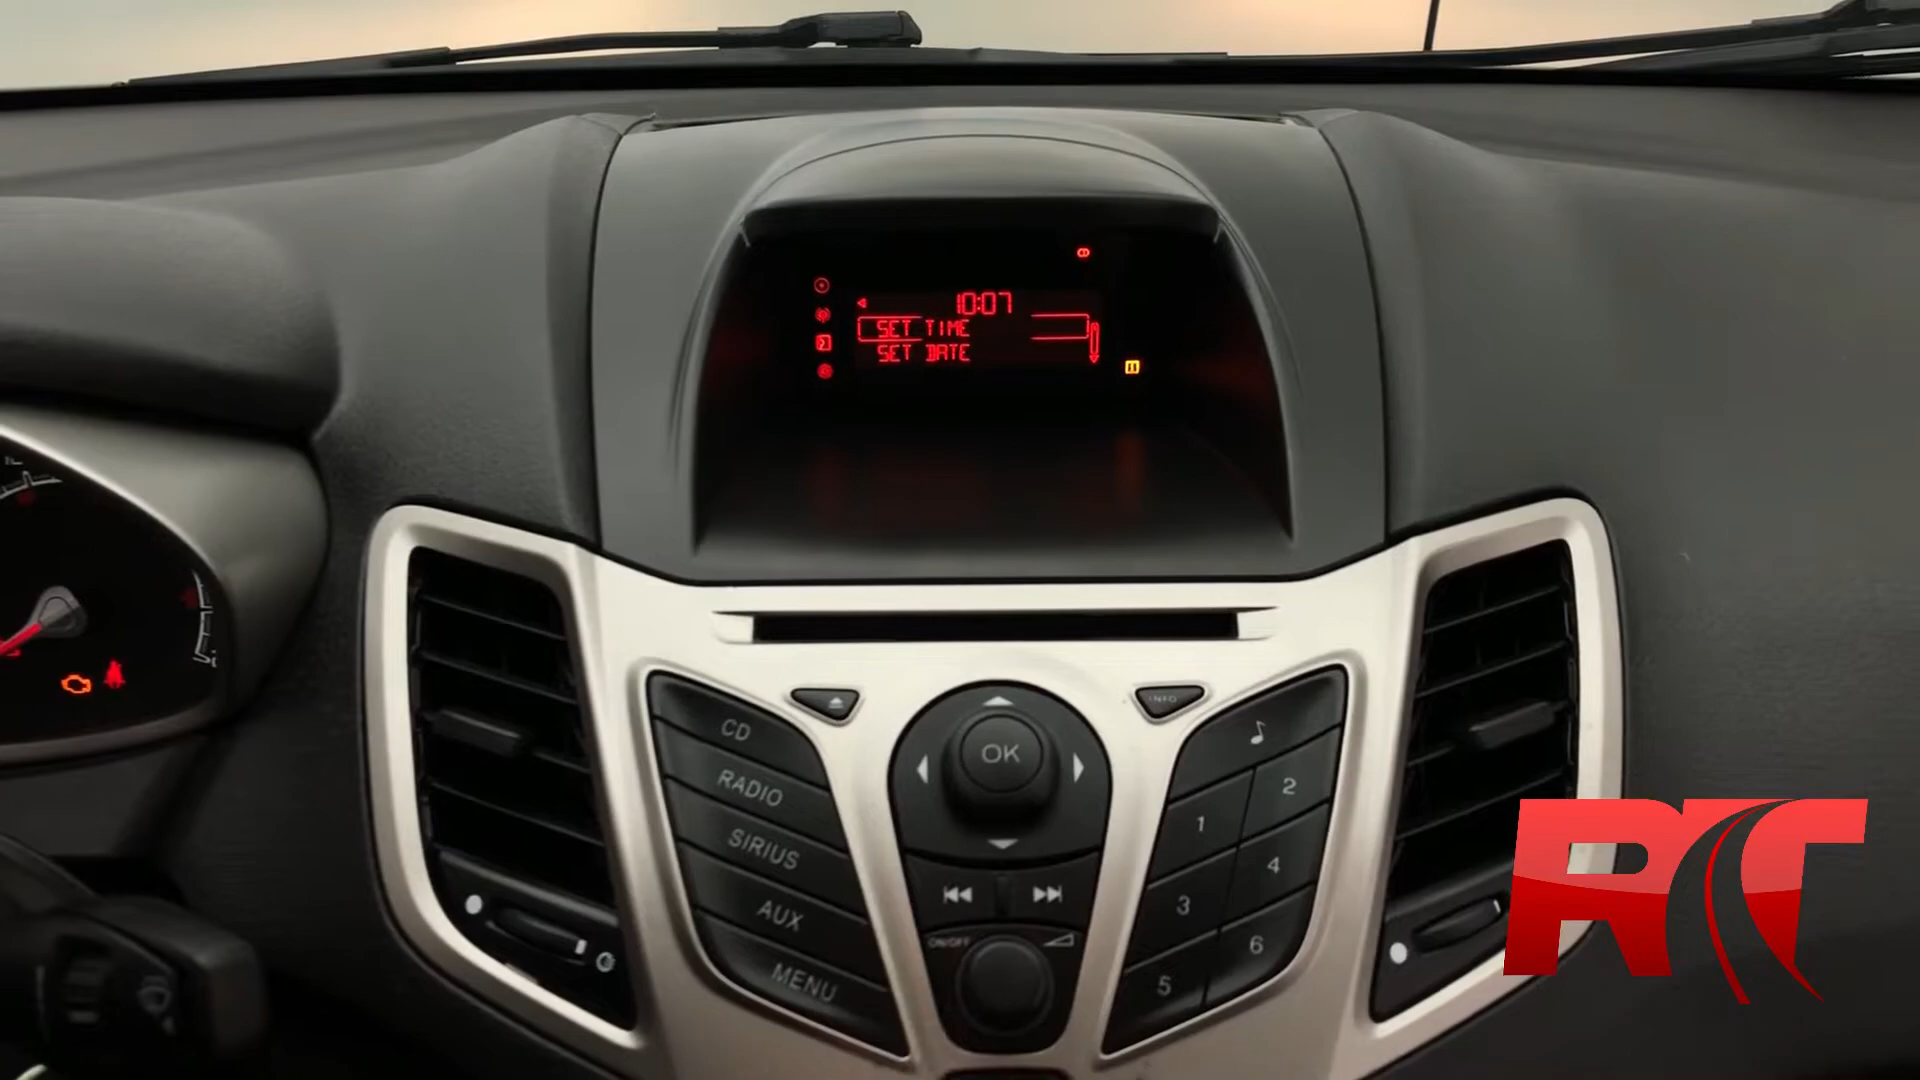 10:07
SET TIME
SET DATE
INFO
CD
RADIO
SIRIUS
AUX
MENU
OK
ON/OFF
1
2
3
4
5
6
RT